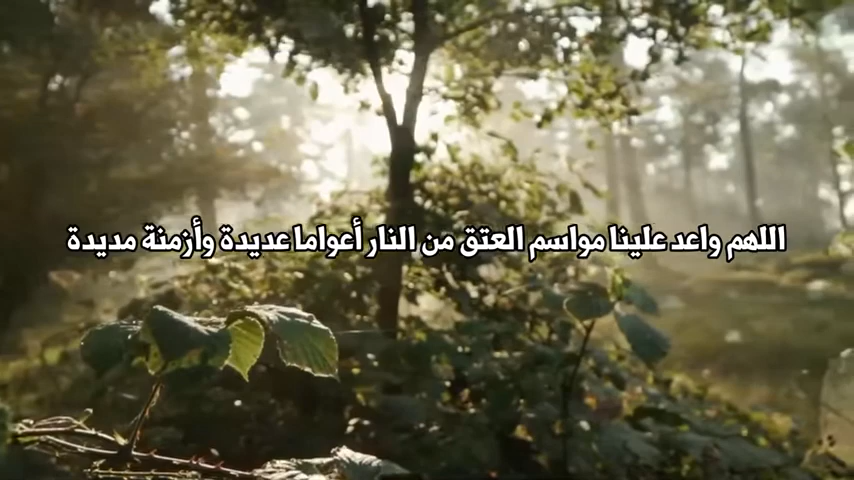 اللهم واعد علينا مواسم العتق من النار أعواما عديدة وأزمنة مديدة